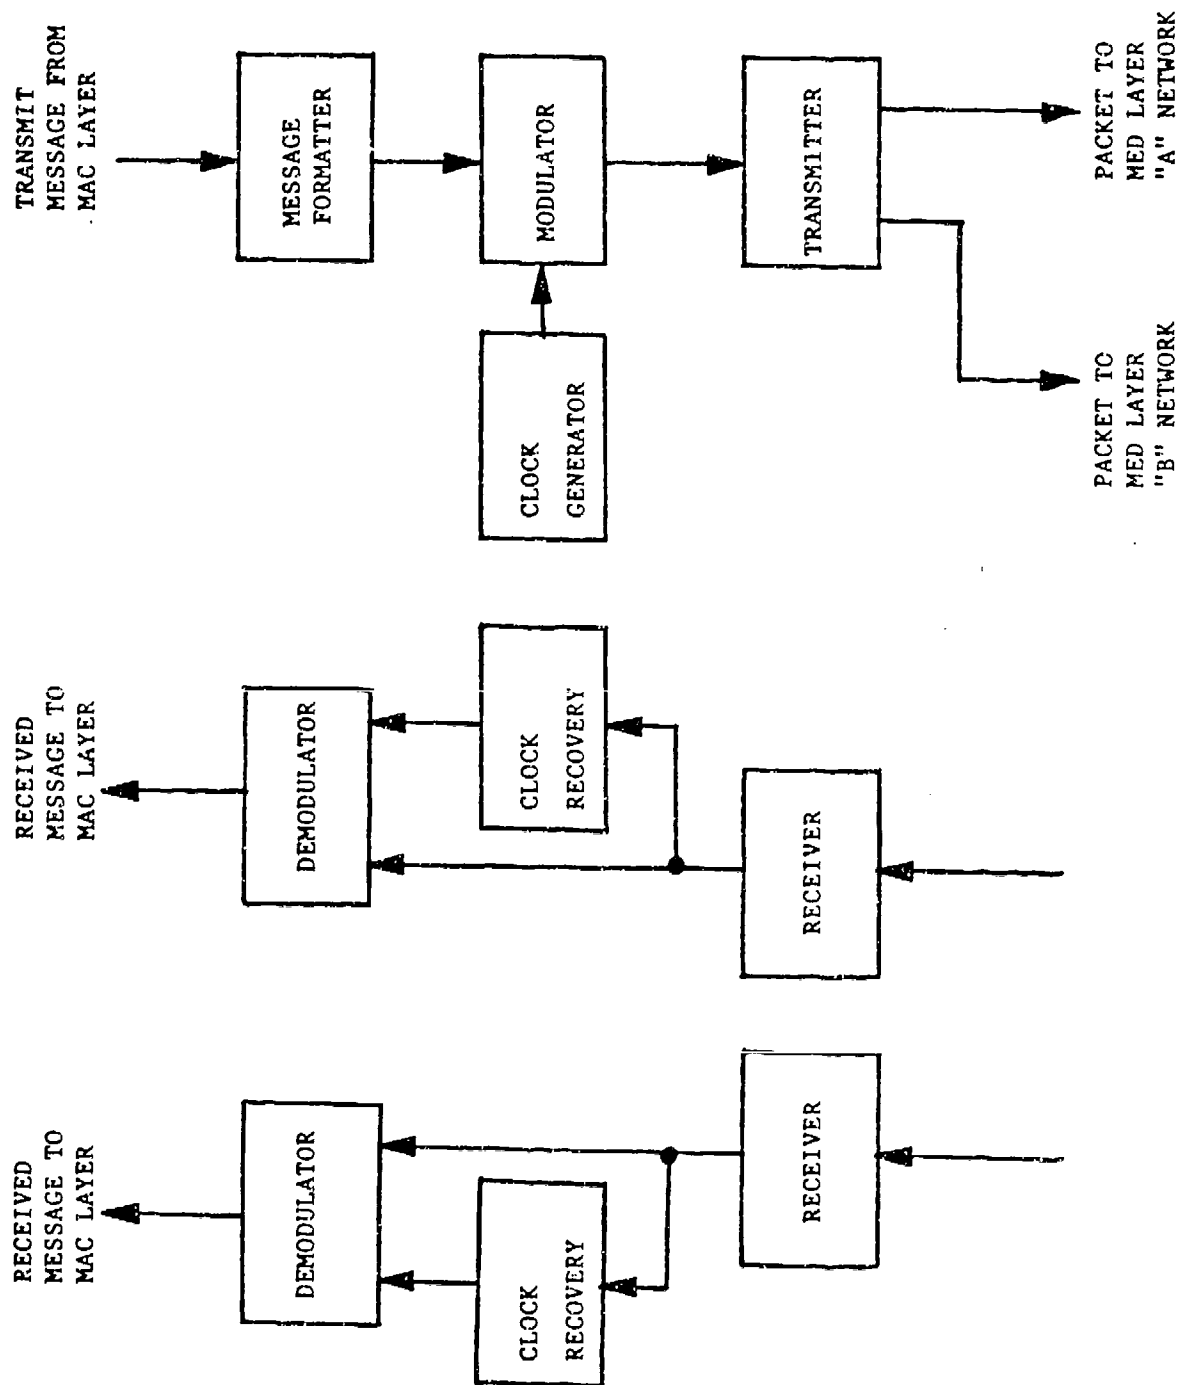 RECEIVED
MESSAGE TO
MAC LAYER
RECEIVED
MESSAGE TO
MAC LAYER
TRANSMIT
MESSAGE FROM
MAC LAYER
DEMODULATOR
DEMODULATOR
MESSAGE
FORMATTER
CLOCK
RECOVERY
CLOCK
RECOVERY
CLOCK
GENERATOR
MODULATOR
RECEIVER
RECEIVER
TRANSMITTER
PACKET TO
MED LAYER
"B" NETWORK
PACKET TO
MED LAYER
"A" NETWORK